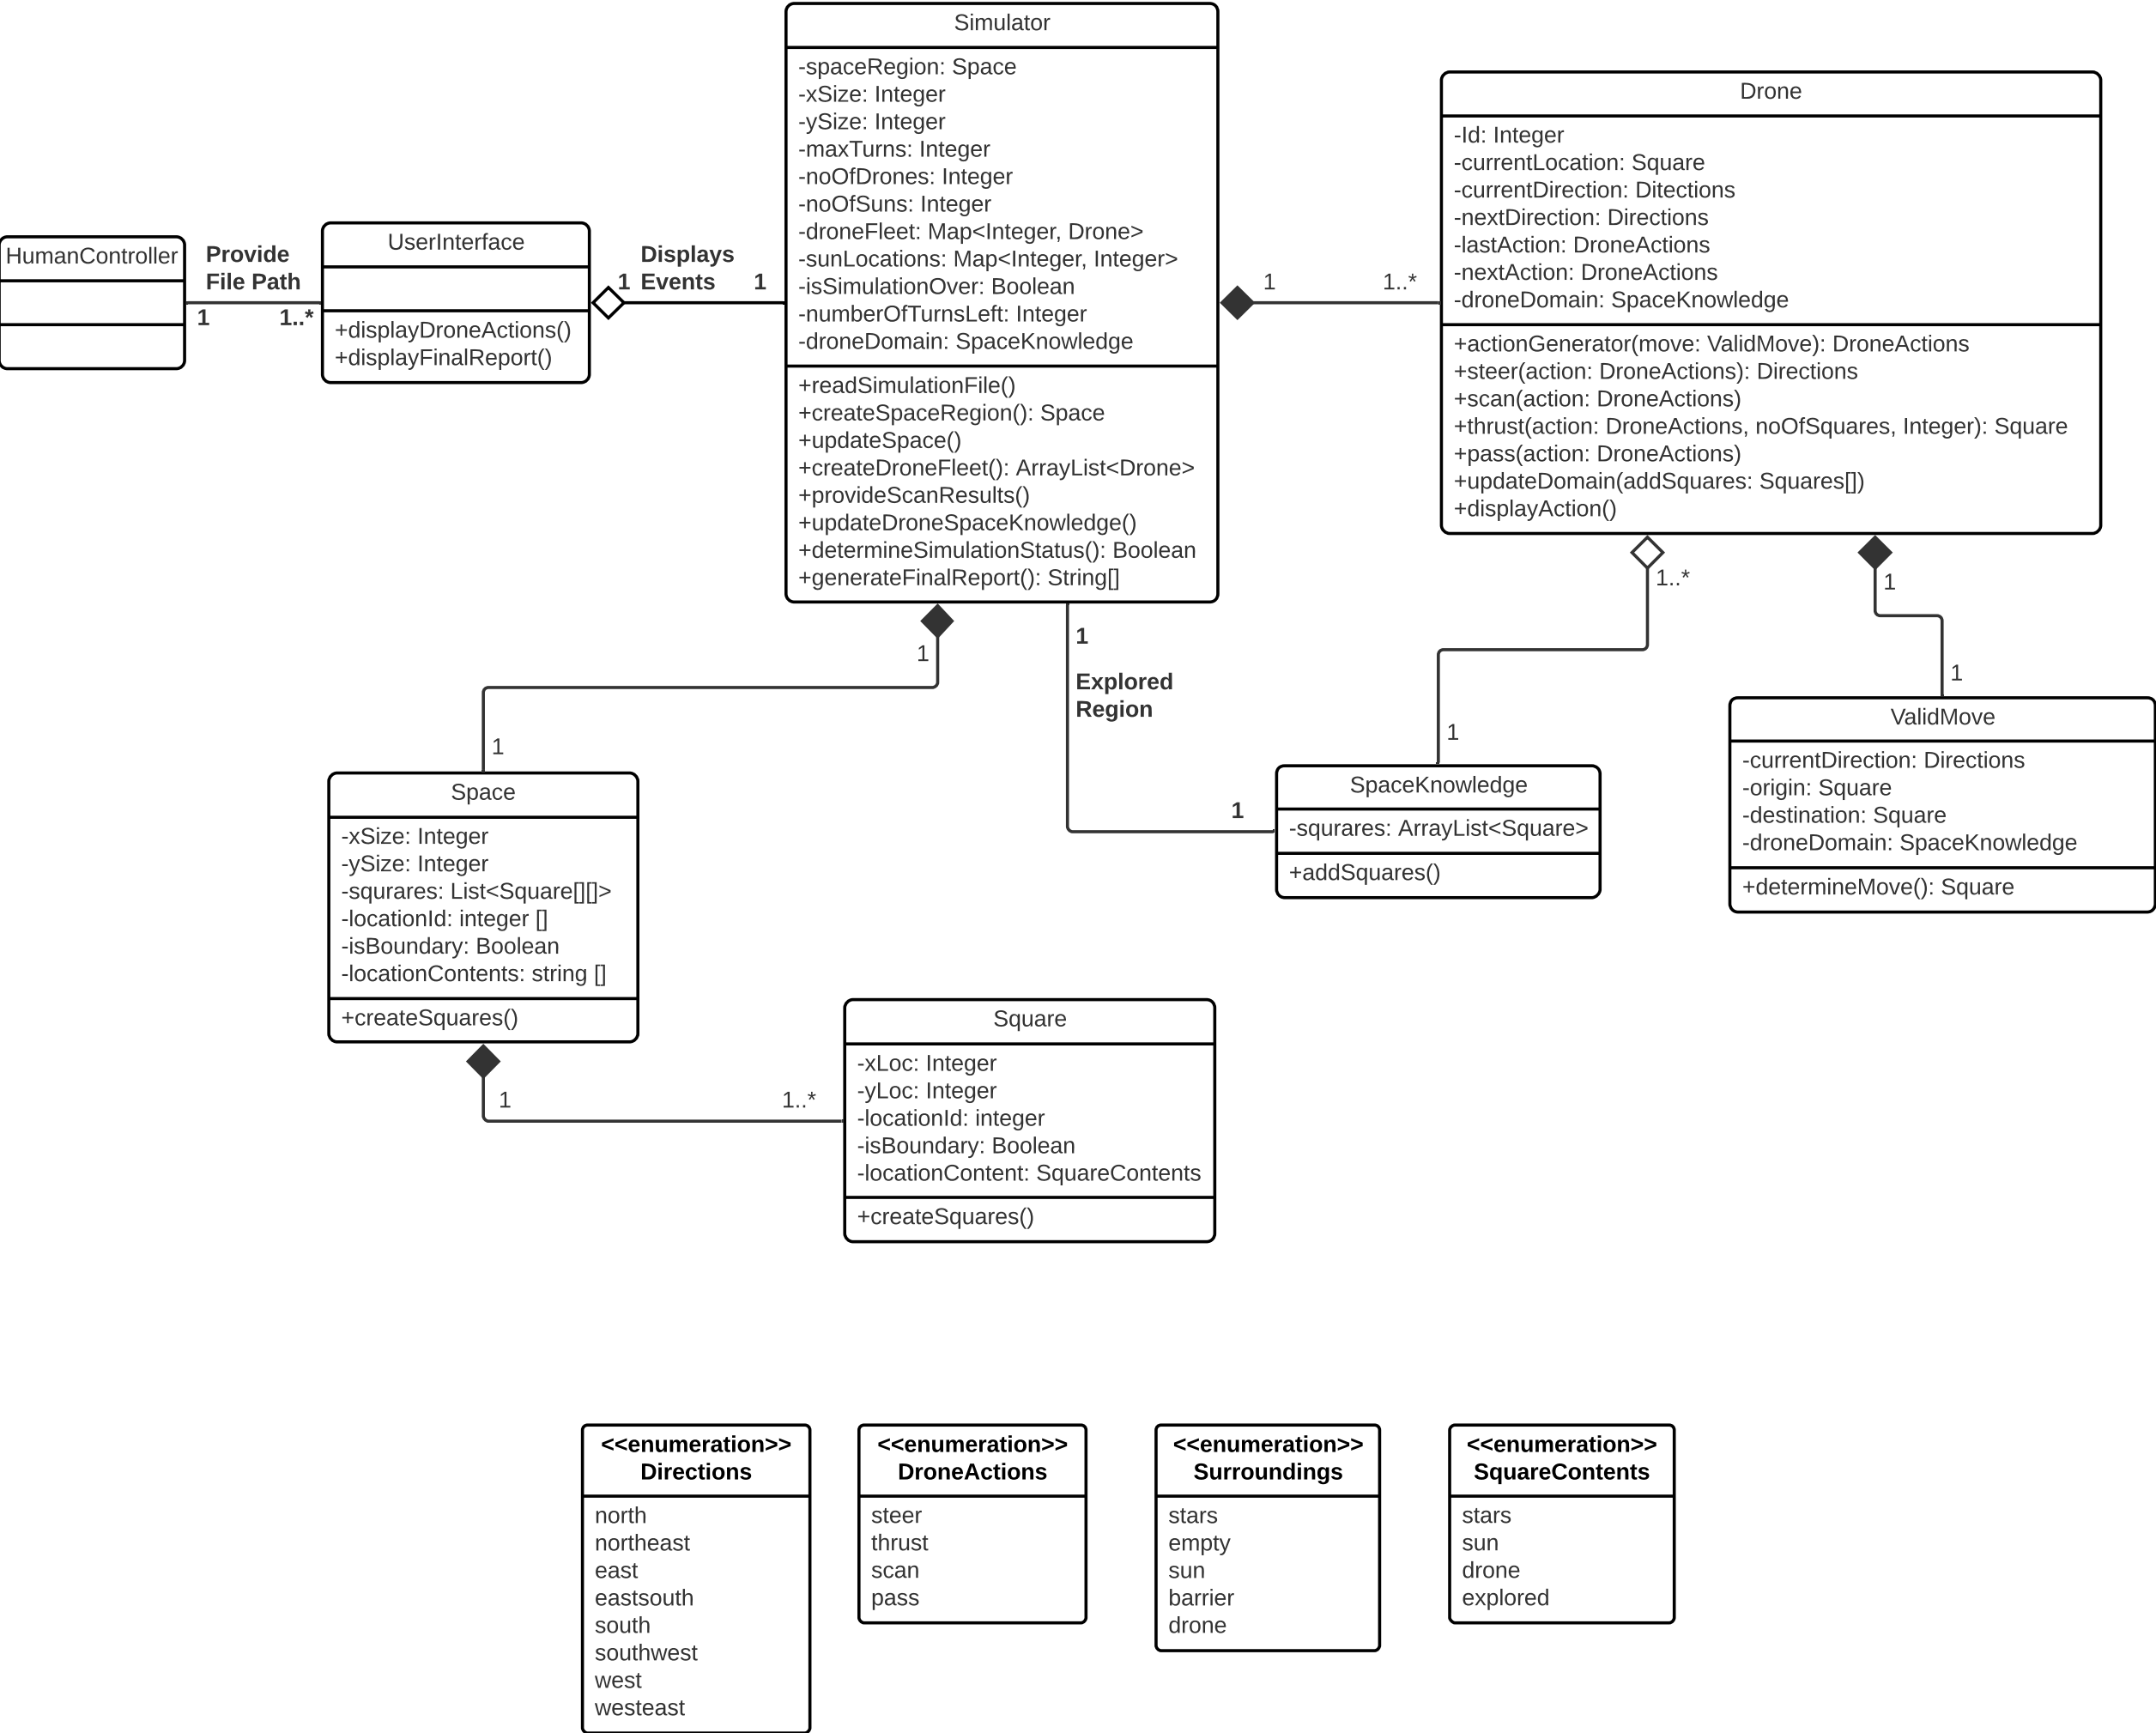 Simulator
-spaceRegion: Space
-xSize: Integer
-ySize: Integer
-maxTurns: Integer
-noOfDrones: Integer
-noOfSuns: Integer
-droneFleet: Map<Integer, Drone>
-sunLocations: Map<Integer, Integer>
-isSimulationOver: Boolean
-numberOfTurnsLeft: Integer
-droneDomain: SpaceKnowledge
+readSimulationFile()
+createSpaceRegion(): Space
+updateSpace()
+createDroneFleet(): ArrayList<Drone>
+provideScanResults()
+updateDroneSpaceKnowledge()
+determineSimulationStatus(): Boolean
+generateFinalReport(): String[]
Drone
-Id: Integer
-currentLocation: Square
-currentDirection: Ditections
-nextDirection: Directions
-lastAction: DroneActions
-nextAction: DroneActions
-droneDomain: SpaceKnowledge
+actionGenerator(move: ValidMove): DroneActions
+steer(action: DroneActions): Directions
+scan(action: DroneActions)
+thrust(action: DroneActions, noOfSquares, Integer): Square
+pass(action: DroneActions)
+updateDomain(addSquares: Squares[])
+displayAction()
HumanController
Provide
File Path
1
1..*
UserInterface
+displayDroneActions()
+displayFinalReport()
Displays
Events
1
1
1
1..*
1
1
1
Explored
Region
1
1..*
1
1
1
Space
-xSize: Integer
-ySize: Integer
-squrares: List<Square[][]>
-locationId: integer []
-isBoundary: Boolean
-locationContents: string []
+createSquares()
SpaceKnowledge
-squrares: ArrayList<Square>
+addSquares()
ValidMove
-currentDirection: Directions
-origin: Square
-destination: Square
-droneDomain: SpaceKnowledge
+determineMove(): Square
1
1..*
Square
-xLoc: Integer
-yLoc: Integer
-locationId: integer
-isBoundary: Boolean
-locationContent: SquareContents
+createSquares()
<<enumeration>>
Directions
north
northeast
east
eastsouth
south
southwest
west
westeast
<<enumeration>>
DroneActions
steer
thrust
scan
pass
<<enumeration>>
Surroundings
stars
empty
sun
barrier
drone
<<enumeration>>
SquareContents
stars
sun
drone
explored